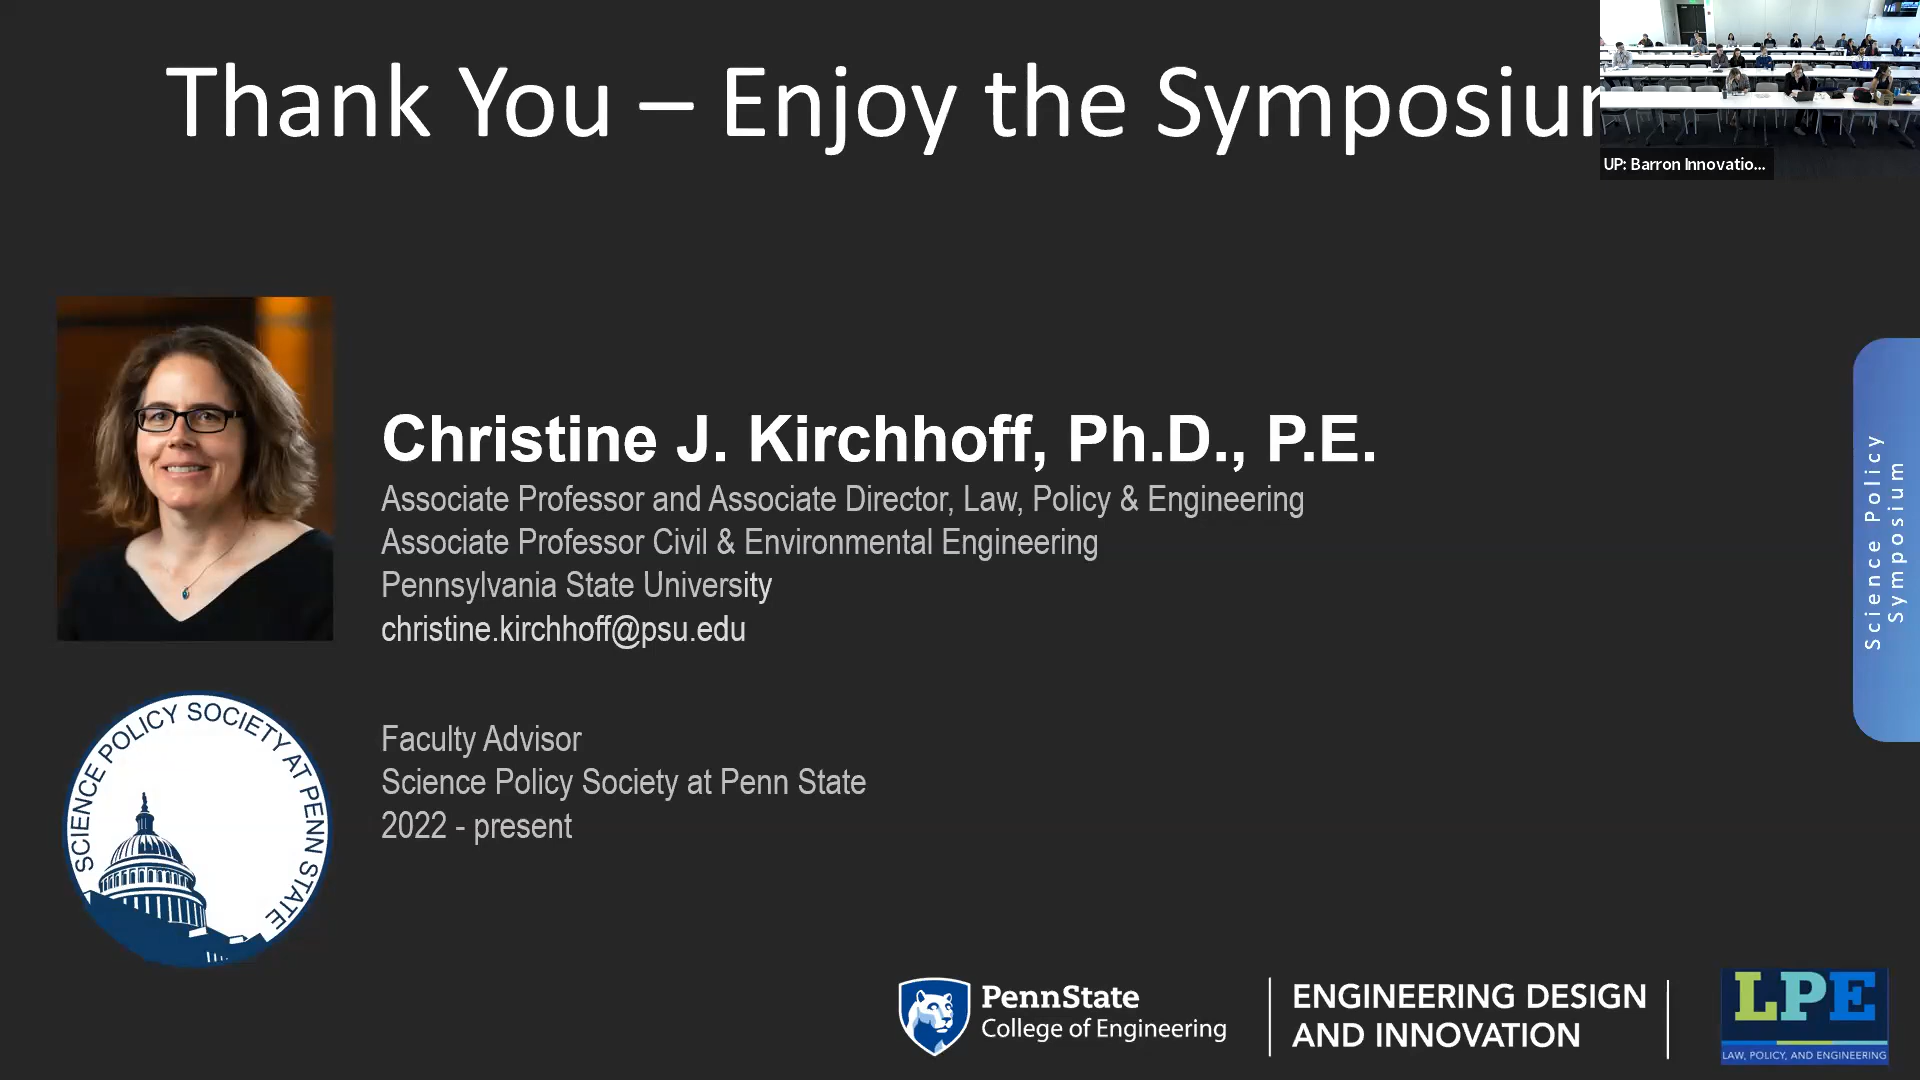 Thank You – Enjoy the Symposiu
UP: Barron Innovatio...
Christine J. Kirchhoff, Ph.D., P.E.
Associate Professor and Associate Director, Law, Policy & Engineering
Associate Professor Civil & Environmental Engineering
Pennsylvania State University
christine.kirchhoff@psu.edu
Science Policy
Symposium
SCIENCE POLICY SOCIETY AT PENN STATE
Faculty Advisor
Science Policy Society at Penn State
2022 - present
PennState
College of Engineering
ENGINEERING DESIGN
AND INNOVATION
LPE
LAW, POLICY, AND ENGINEERING